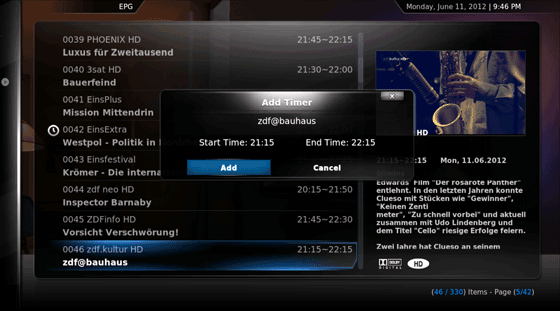 EPG
Monday, June 11, 2012 | 9:46 PM
0039 PHOENIX HD 21:45~22:15
Luxus für Zweitausend
0040 3sat HD 21:30~22:00
Bauerfeind
0041 EinsPlus
Mission Mittendrin
0042 EinsExtra
Westpol - Politik in
0043 Einsfestival
Krömer - Die interna
0044 zdf neo HD 20:15~21:50
Inspector Barnaby
0045 ZDFinfo HD 21:45~22:30
Vorsicht Verschwörung!
0046 zdf.kultur HD 21:15~22:15
zdf@bauhaus
Add Timer
x
zdf@bauhaus
Start Time: 21:15 End Time: 22:15
Add Cancel
HD
21:15~22:15 Mon, 11.06.2012
Edwards' Film "Der rosarote Panther"
entlehnt. In den letzten Jahren konnte
Clueso mit Stücken wie "Gewinner",
"Keinen Zenti
meter", "Zu schnell vorbei" und aktuell
zusammen mit Udo Lindenberg und
dem Titel "Cello" riesige Erfolge feiern.
Zwei Jahre hat Clueso an seinem
DOLBY DIGITAL HD
(46 / 330) Items - Page (5/42)